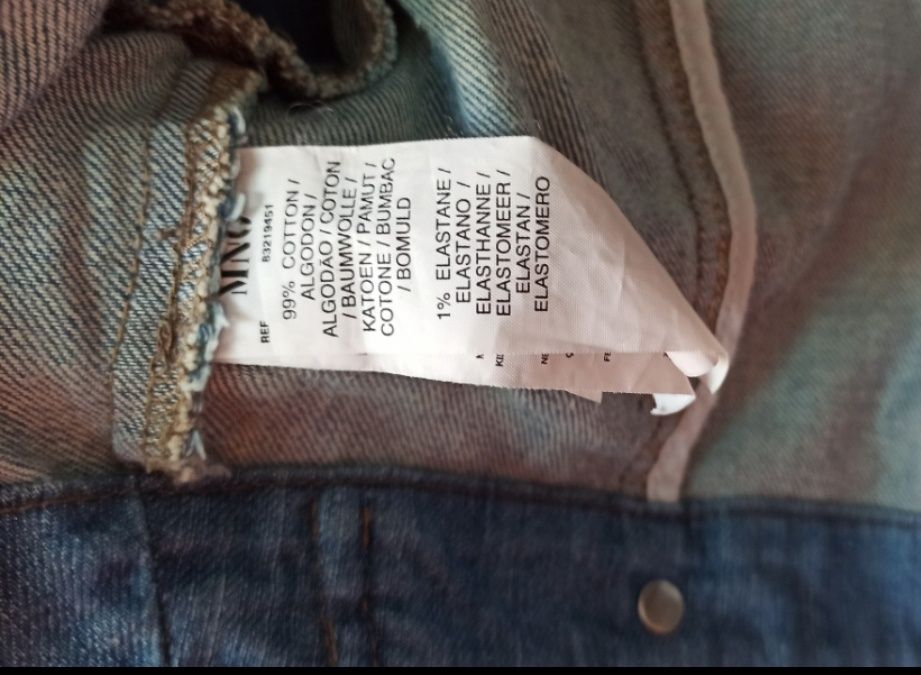 MNG
REF 83219451
99% COTTON /
ALGODON /
ALGODÃO / COTON
/ BAUMWOLLE /
KATOEN / PAMUT /
COTONE / BUMBAC
/ BOMULD
1% ELASTANE /
ELASTANO /
ELASTHANNE /
ELASTOMEER /
ELASTAN /
ELASTOMERO